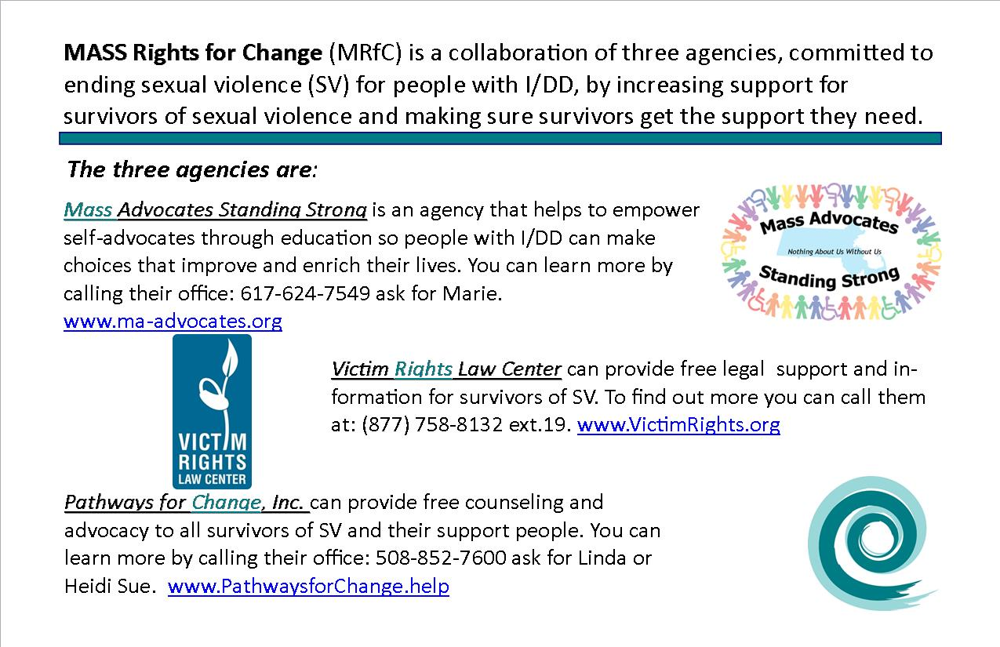 MASS Rights for Change (MRfC) is a collaboration of three agencies, committed to
ending sexual violence (SV) for people with I/DD, by increasing support for
survivors of sexual violence and making sure survivors get the support they need.
The three agencies are:
Mass Advocates Standing Strong is an agency that helps to empower
self-advocates through education so people with I/DD can make
choices that improve and enrich their lives. You can learn more by
calling their office: 617-624-7549 ask for Marie.
www.ma-advocates.org
Mass Advocates
Nothing About Us Without Us
Standing Strong
VICTIM
RIGHTS
LAW CENTER
Victim Rights Law Center can provide free legal  support and in-
formation for survivors of SV. To find out more you can call them
at: (877) 758-8132 ext.19. www.VictimRights.org
Pathways for Change, Inc. can provide free counseling and
advocacy to all survivors of SV and their support people. You can
learn more by calling their office: 508-852-7600 ask for Linda or
Heidi Sue.  www.PathwaysforChange.help